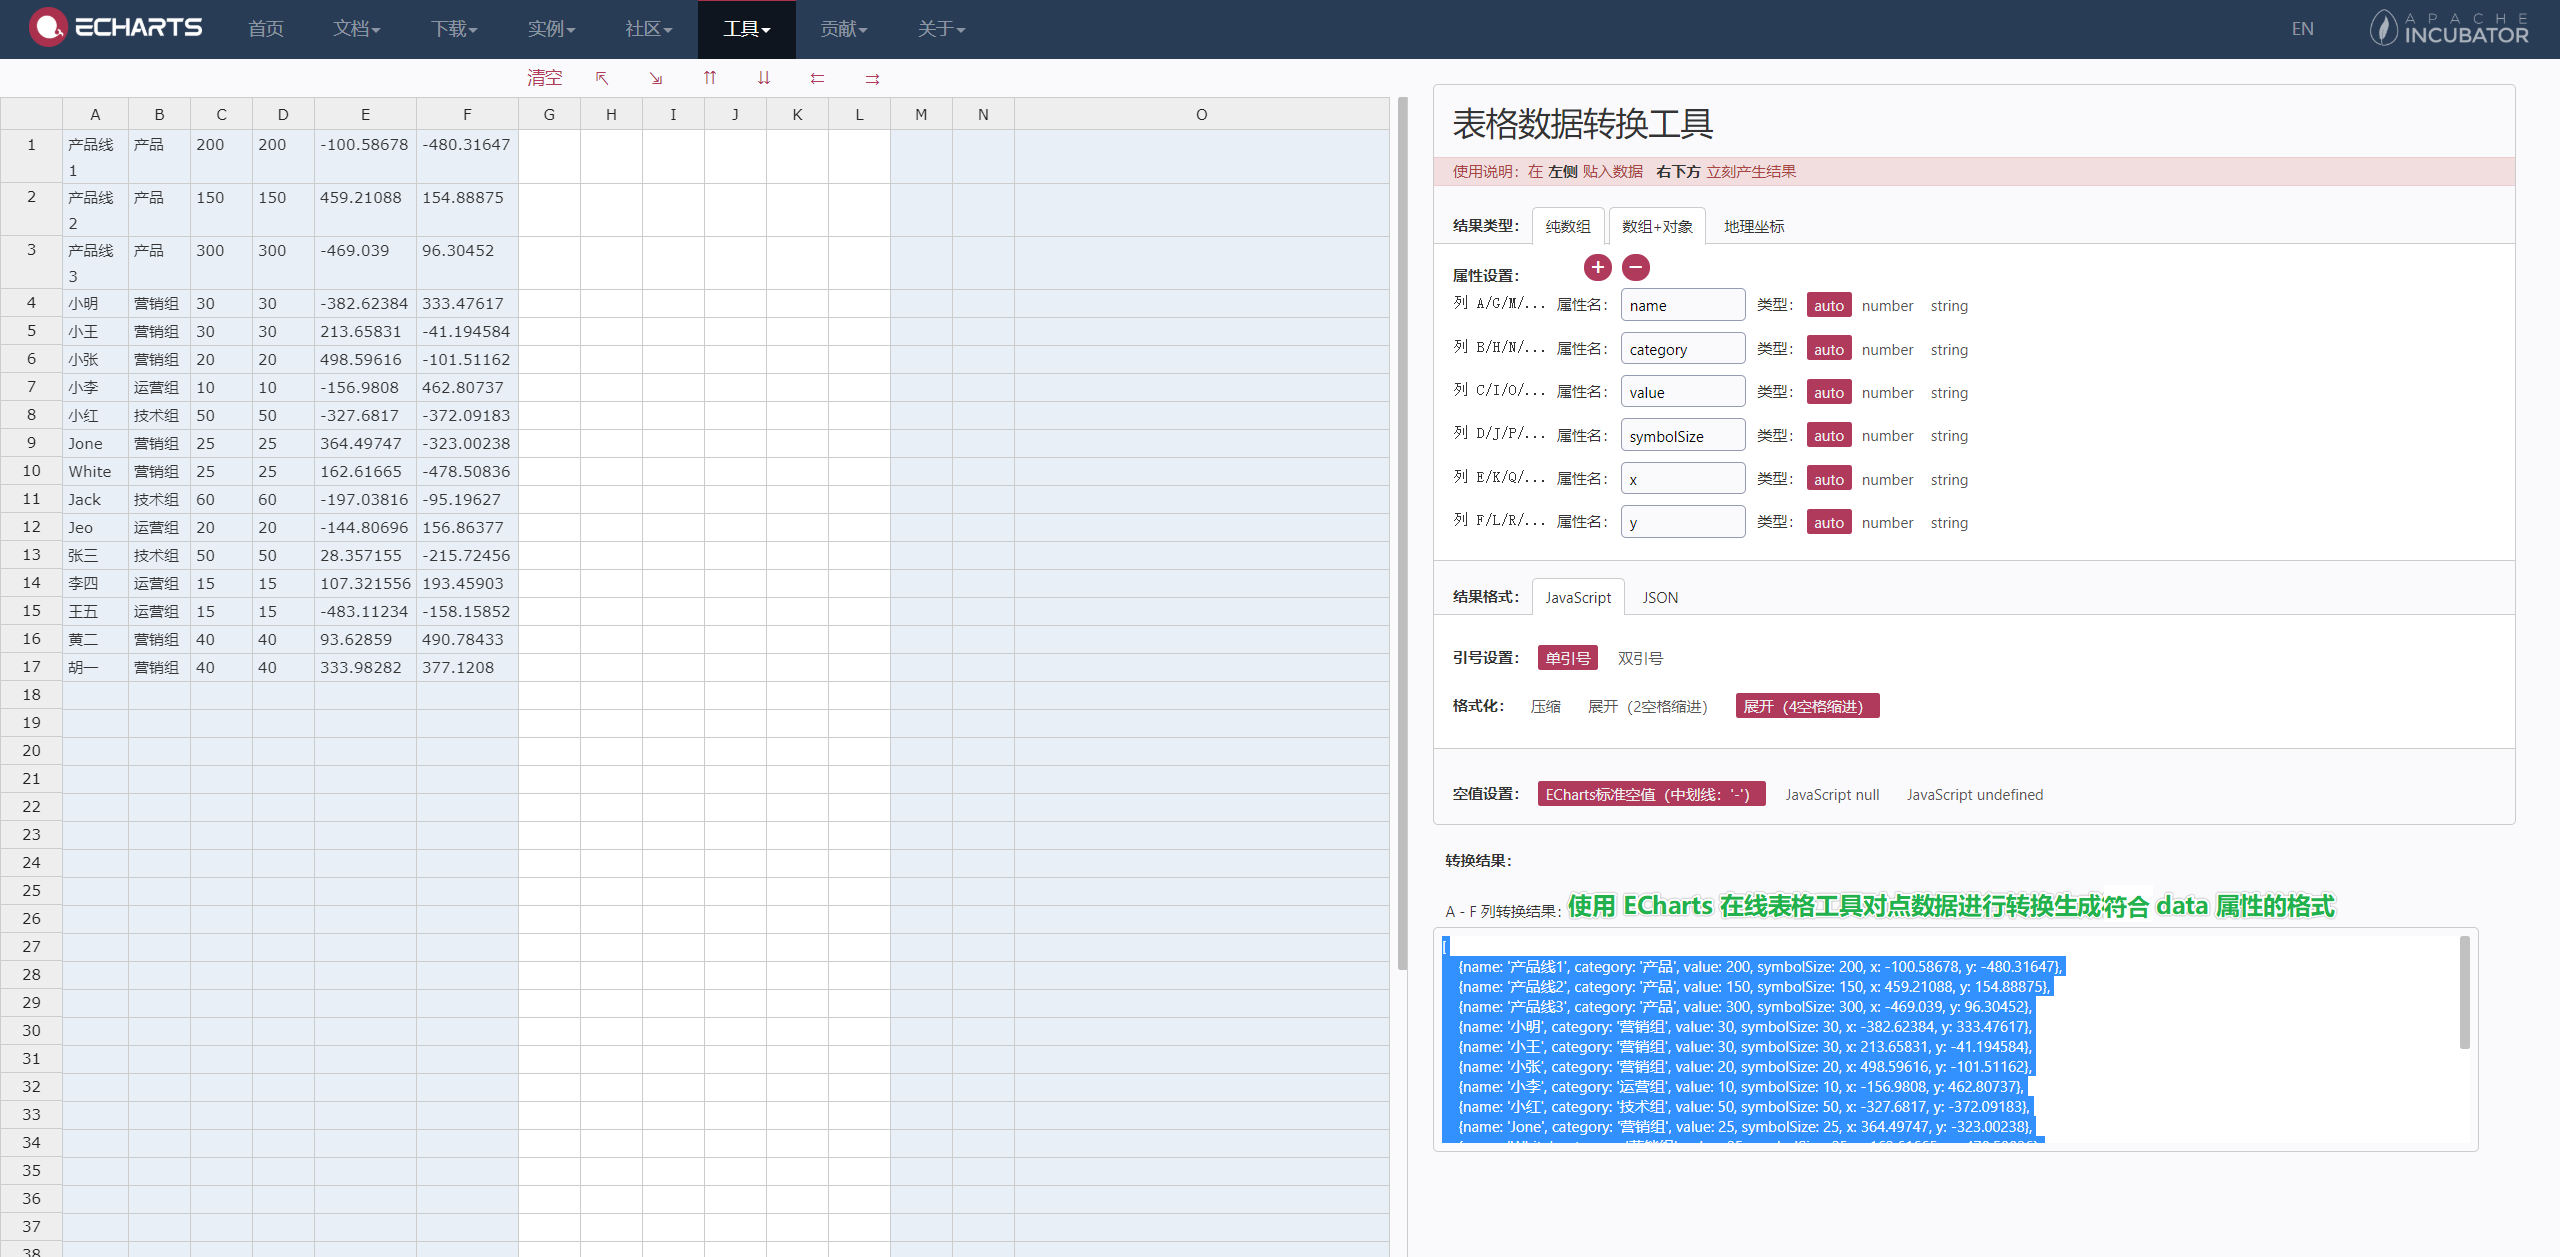 ECHARTS 首页 文档 下载 实例 社区 工具 贡献 关于 EN APACHE INCUBATOR
清空 ↖ ↘ ⇈ ⇊ ⇇ ⇉
A B C D E F G H I J K L M N O
1 产品线1 产品 200 200 -100.58678 -480.31647
2 产品线2 产品 150 150 459.21088 154.88875
3 产品线3 产品 300 300 -469.039 96.30452
4 小明 营销组 30 30 -382.62384 333.47617
5 小王 营销组 30 30 213.65831 -41.194584
6 小张 营销组 20 20 498.59616 -101.51162
7 小李 运营组 10 10 -156.9808 462.80737
8 小红 技术组 50 50 -327.6817 -372.09183
9 Jone 营销组 25 25 364.49747 -323.00238
10 White 营销组 25 25 162.61665 -478.50836
11 Jack 技术组 60 60 -197.03816 -95.19627
12 Jeo 运营组 20 20 -144.80696 156.86377
13 张三 技术组 50 50 28.357155 -215.72456
14 李四 运营组 15 15 107.321556 193.45903
15 王五 运营组 15 15 -483.11234 -158.15852
16 黄二 营销组 40 40 93.62859 490.78433
17 胡一 营销组 40 40 333.98282 377.1208
18
19
20
21
22
23
24
25
26
27
28
29
30
31
32
33
34
35
36
37
38
表格数据转换工具
使用说明：在 左侧 贴入数据 右下方 立刻产生结果
结果类型： 纯数组 数组+对象 地理坐标
属性设置： + −
列 A/G/M/... 属性名： name 类型： auto number string
列 B/H/N/... 属性名： category 类型： auto number string
列 C/I/O/... 属性名： value 类型： auto number string
列 D/J/P/... 属性名： symbolSize 类型： auto number string
列 E/K/Q/... 属性名： x 类型： auto number string
列 F/L/R/... 属性名： y 类型： auto number string
结果格式： JavaScript JSON
引号设置： 单引号 双引号
格式化： 压缩 展开（2空格缩进） 展开（4空格缩进）
空值设置： ECharts标准空值（中划线：'-'） JavaScript null JavaScript undefined
转换结果：
A - F 列转换结果： 使用 ECharts 在线表格工具对点数据进行转换生成符合 data 属性的格式
[
{name: '产品线1', category: '产品', value: 200, symbolSize: 200, x: -100.58678, y: -480.31647},
{name: '产品线2', category: '产品', value: 150, symbolSize: 150, x: 459.21088, y: 154.88875},
{name: '产品线3', category: '产品', value: 300, symbolSize: 300, x: -469.039, y: 96.30452},
{name: '小明', category: '营销组', value: 30, symbolSize: 30, x: -382.62384, y: 333.47617},
{name: '小王', category: '营销组', value: 30, symbolSize: 30, x: 213.65831, y: -41.194584},
{name: '小张', category: '营销组', value: 20, symbolSize: 20, x: 498.59616, y: -101.51162},
{name: '小李', category: '运营组', value: 10, symbolSize: 10, x: -156.9808, y: 462.80737},
{name: '小红', category: '技术组', value: 50, symbolSize: 50, x: -327.6817, y: -372.09183},
{name: 'Jone', category: '营销组', value: 25, symbolSize: 25, x: 364.49747, y: -323.00238},